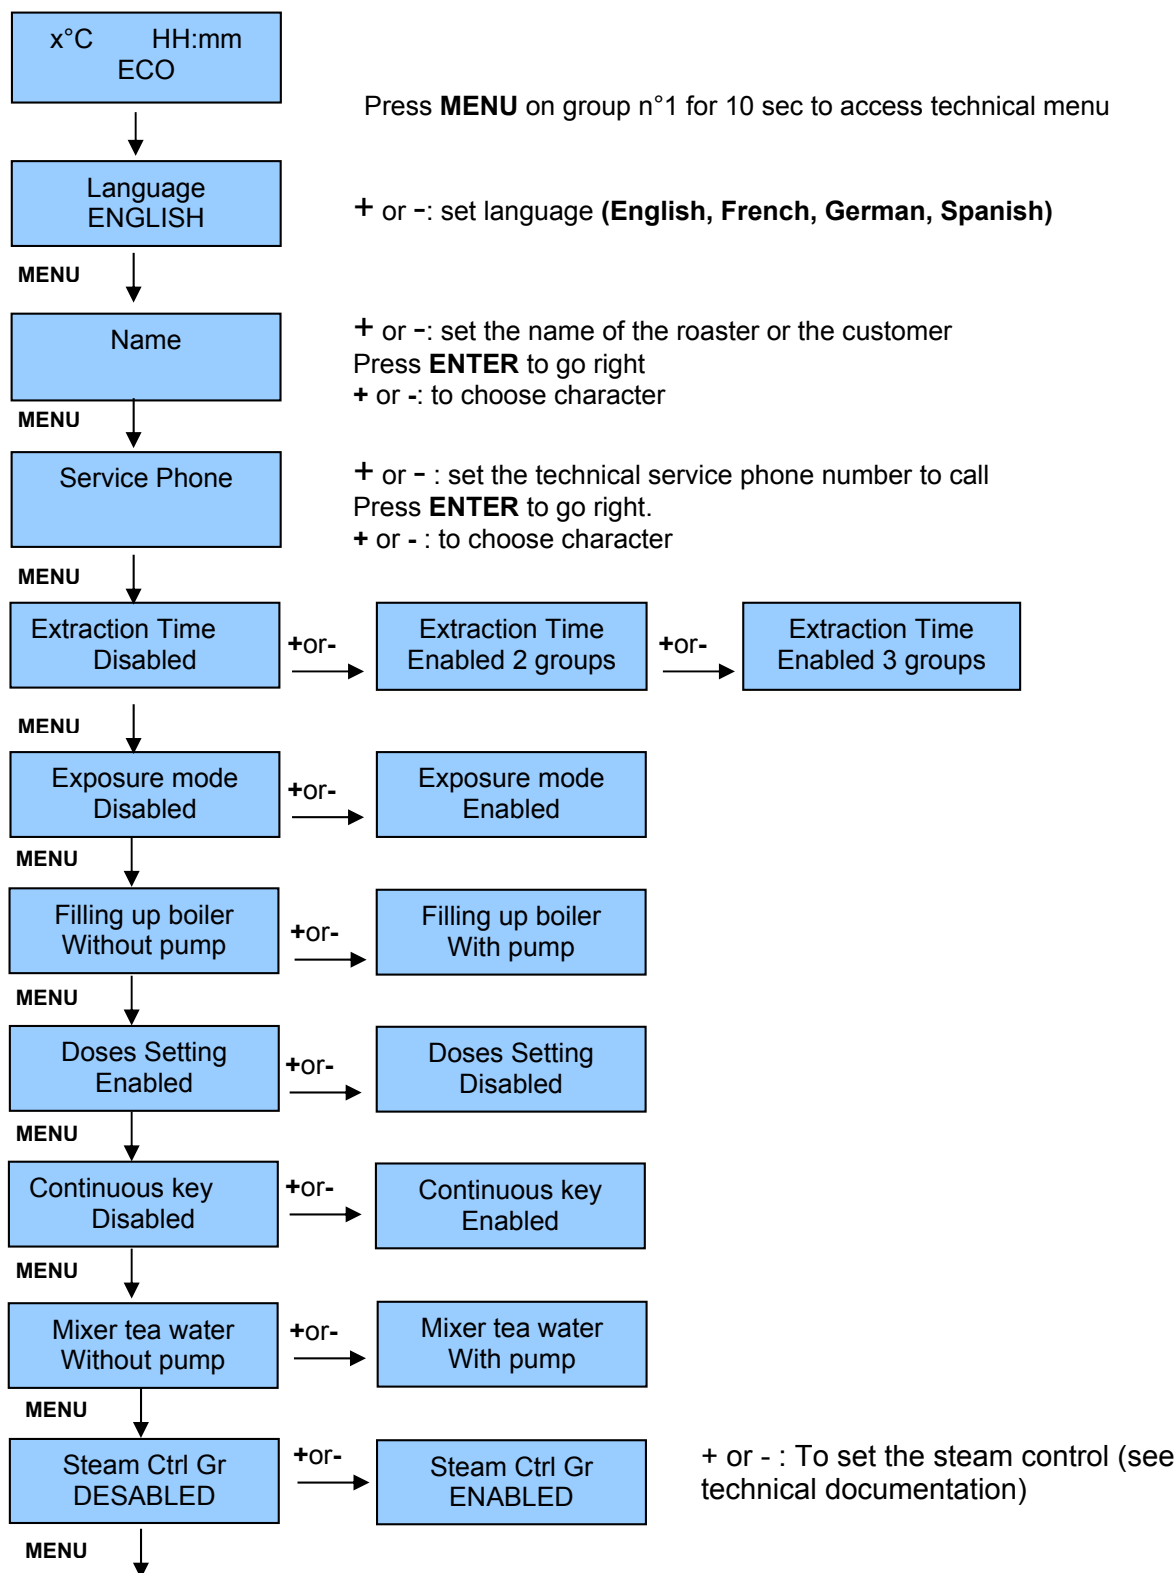 x°C HH:mm
ECO
Press MENU on group n°1 for 10 sec to access technical menu
Language
ENGLISH
+ or -: set language (English, French, German, Spanish)
MENU
Name
+ or -: set the name of the roaster or the customer
Press ENTER to go right
+ or -: to choose character
MENU
Service Phone
+ or - : set the technical service phone number to call
Press ENTER to go right.
+ or - : to choose character
MENU
Extraction Time
Disabled
+or-
Extraction Time
Enabled 2 groups
+or-
Extraction Time
Enabled 3 groups
MENU
Exposure mode
Disabled
+or-
Exposure mode
Enabled
MENU
Filling up boiler
Without pump
+or-
Filling up boiler
With pump
MENU
Doses Setting
Enabled
+or-
Doses Setting
Disabled
MENU
Continuous key
Disabled
+or-
Continuous key
Enabled
MENU
Mixer tea water
Without pump
+or-
Mixer tea water
With pump
MENU
Steam Ctrl Gr
DESABLED
+or-
Steam Ctrl Gr
ENABLED
+ or - : To set the steam control (see
technical documentation)
MENU